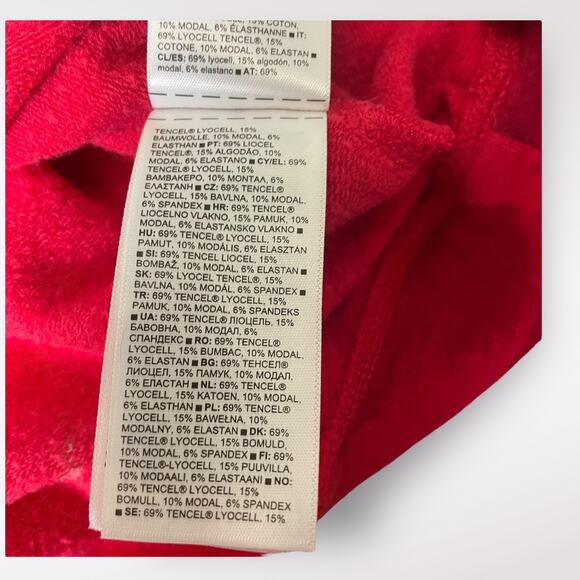 15% COTON,
10% MODAL, 6% ÉLASTHANNE ■ IT:
69% LYOCELL TENCEL®, 15%
COTONE, 10% MODAL, 6% ELASTAN ■
CL/ES: 69% lyocell, 15% algodón, 10%
modal, 6% elastano ■ AT: 69%
TENCEL® LYOCELL, 15%
BAUMWOLLE, 10% MODAL, 6%
ELASTHAN ■ PT: 69% LIOCEL
TENCEL®, 15% ALGODÃO, 10%
MODAL, 6% ELASTANO ■ CY/EL: 69%
TENCEL® LYOCELL, 15%
ΒΑΜΒΑΚΕΡΟ, 10% ΜΟΝΤΑΛ, 6%
ΕΛΑΣΤΑΝΗ ■ CZ: 69% TENCEL®
LYOCELL, 15% BAVLNA, 10% MODAL,
6% SPANDEX ■ HR: 69% TENCEL®
LIOCELNO VLAKNO, 15% PAMUK, 10%
MODAL, 6% ELASTANSKO VLAKNO ■
HU: 69% TENCEL® LYOCELL, 15%
PAMUT, 10% MODÁLIS, 6% ELASZTÁN
■ SI: 69% TENCEL LIOCEL, 15%
BOMBAŽ, 10% MODAL, 6% ELASTAN ■
SK: 69% LYOCEL TENCEL®, 15%
BAVLNA, 10% MODÁL, 6% SPANDEX ■
TR: 69% TENCEL® LYOCELL, 15%
PAMUK, 10% MODAL, 6% SPANDEKS
■ UA: 69% TENCEL® ЛІОЦЕЛЬ, 15%
БАВОВНА, 10% МОДАЛ, 6%
СПАНДЕКС ■ RO: 69% TENCEL®
LYOCELL, 15% BUMBAC, 10% MODAL,
6% ELASTAN ■ BG: 69% ТЕНСЕЛ®
ЛИОЦЕЛ, 15% ПАМУК, 10% МОДАЛ,
6% ЕЛАСТАН ■ NL: 69% TENCEL®
LYOCELL, 15% KATOEN, 10% MODAL,
6% ELASTHAN ■ PL: 69% TENCEL®
LYOCELL, 15% BAWEŁNA, 10%
MODALNY, 6% ELASTAN ■ DK: 69%
TENCEL® LYOCELL, 15% BOMULD,
10% MODAL, 6% SPANDEX ■ FI: 69%
TENCEL®-LYOCELL, 15% PUUVILLA,
10% MODAALI, 6% ELASTAANI ■ NO:
69% TENCEL® LYOCELL, 15%
BOMULL, 10% MODAL, 6% SPANDEX
■ SE: 69% TENCEL® LYOCELL, 15%